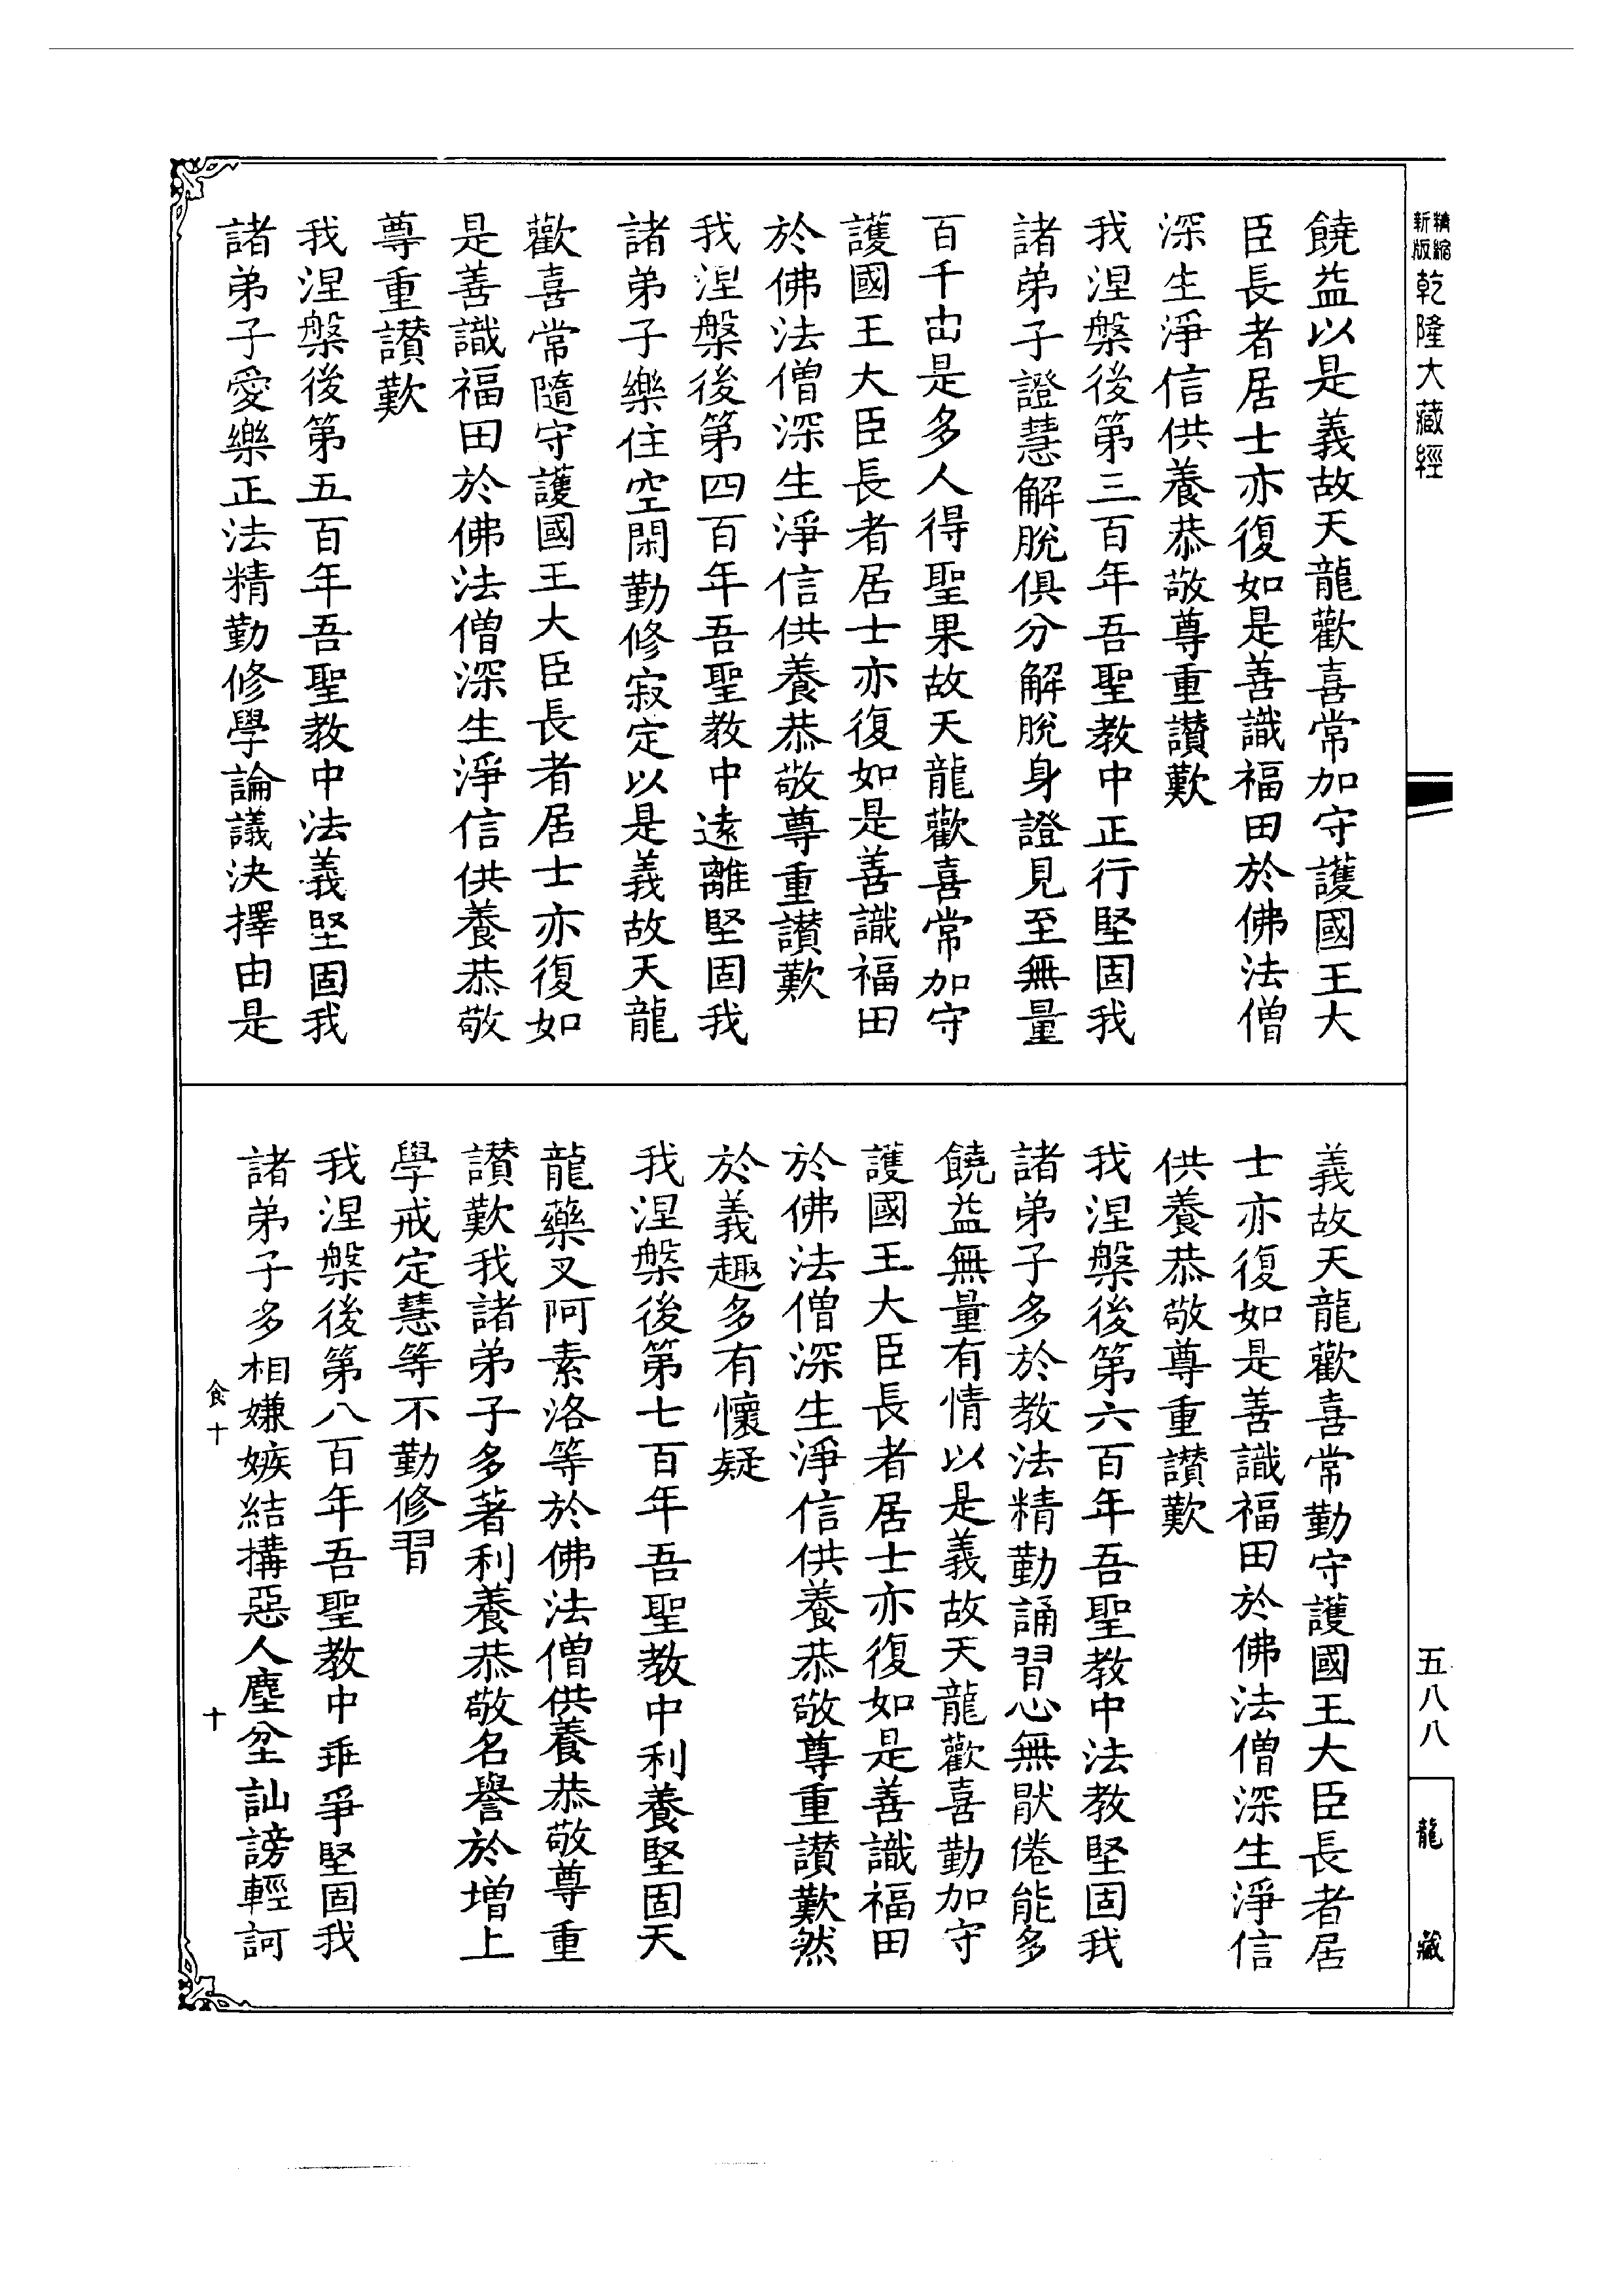 精縮新版乾隆大藏經
五八八
龍藏
饒益以是義故天龍歡喜常加守護國王大
臣長者居士亦復如是善識福田於佛法僧
深生淨信供養恭敬尊重讚歎
我涅槃後第三百年吾聖教中正行堅固我
諸弟子證慧解脫俱分解脫身證見至無量
百千由是多人得聖果故天龍歡喜常加守
護國王大臣長者居士亦復如是善識福田
於佛法僧深生淨信供養恭敬尊重讚歎
我涅槃後第四百年吾聖教中遠離堅固我
諸弟子樂住空閑勤修寂定以是義故天龍
歡喜常隨守護國王大臣長者居士亦復如
是善識福田於佛法僧深生淨信供養恭敬
尊重讚歎
我涅槃後第五百年吾聖教中法義堅固我
諸弟子愛樂正法精勤修學論議決擇由是
義故天龍歡喜常勤守護國王大臣長者居
士亦復如是善識福田於佛法僧深生淨信
供養恭敬尊重讚歎
我涅槃後第六百年吾聖教中法教堅固我
諸弟子多於教法精勤誦習心無猒倦能多
饒益無量有情以是義故天龍歡喜勤加守
護國王大臣長者居士亦復如是善識福田
於佛法僧深生淨信供養恭敬尊重讚歎然
於義趣多有懷疑
我涅槃後第七百年吾聖教中利養堅固天
龍藥叉阿素洛等於佛法僧供養恭敬尊重
讚歎我諸弟子多著利養恭敬名譽於增上
學戒定慧等不勤修習
我涅槃後第八百年吾聖教中乖爭堅固我
諸弟子多相嫌嫉結搆惡人塵坌訕謗輕訶
食十
十